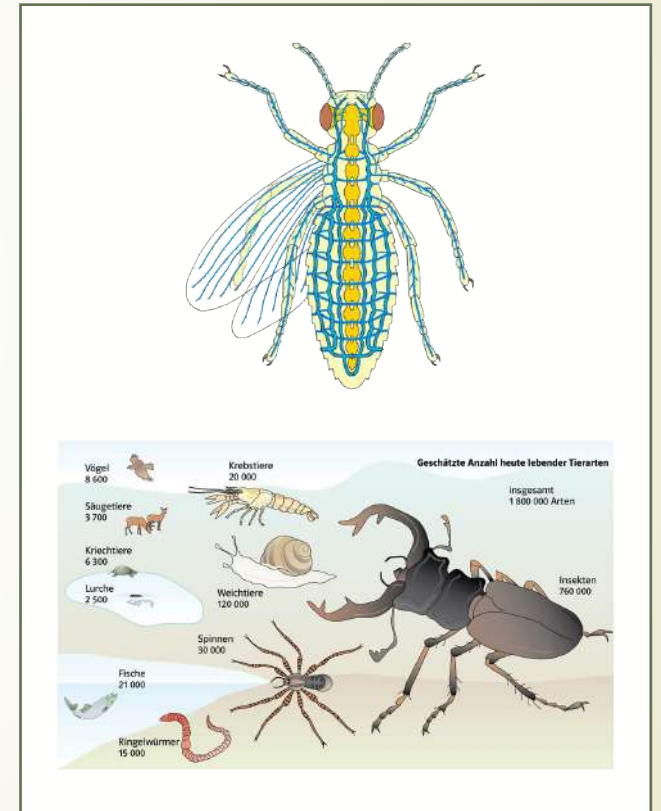 Geschätzte Anzahl heute lebender Tierarten
insgesamt
1 800 000 Arten
Vögel
8 600
Säugetiere
3 700
Kriechtiere
6 300
Lurche
2 500
Fische
21 000
Ringelwürmer
15 000
Krebstiere
20 000
Weichtiere
120 000
Spinnen
30 000
Insekten
760 000